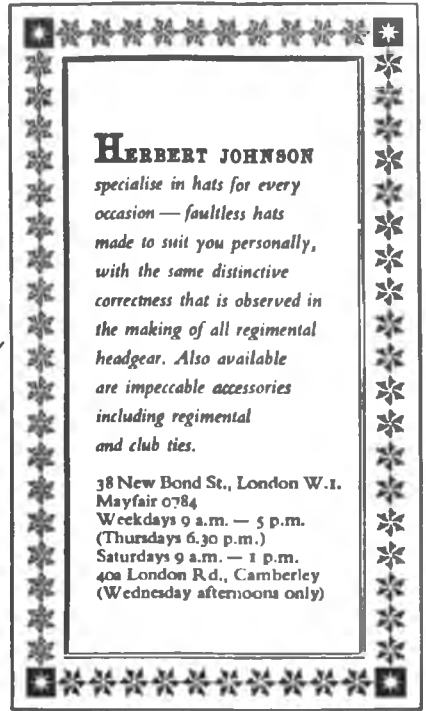 HERBERT JOHNSON
specialise in hats for every
occasion — faultless hats
made to suit you personally,
with the same distinctive
correctness that is observed in
the making of all regimental
headgear. Also available
are impeccable accessories
including regimental
and club ties.
38 New Bond St., London W.1.
Mayfair 0784
Weekdays 9 a.m. — 5 p.m.
(Thursdays 6.30 p.m.)
Saturdays 9 a.m. — 1 p.m.
40a London Rd., Camberley
(Wednesday afternoons only)